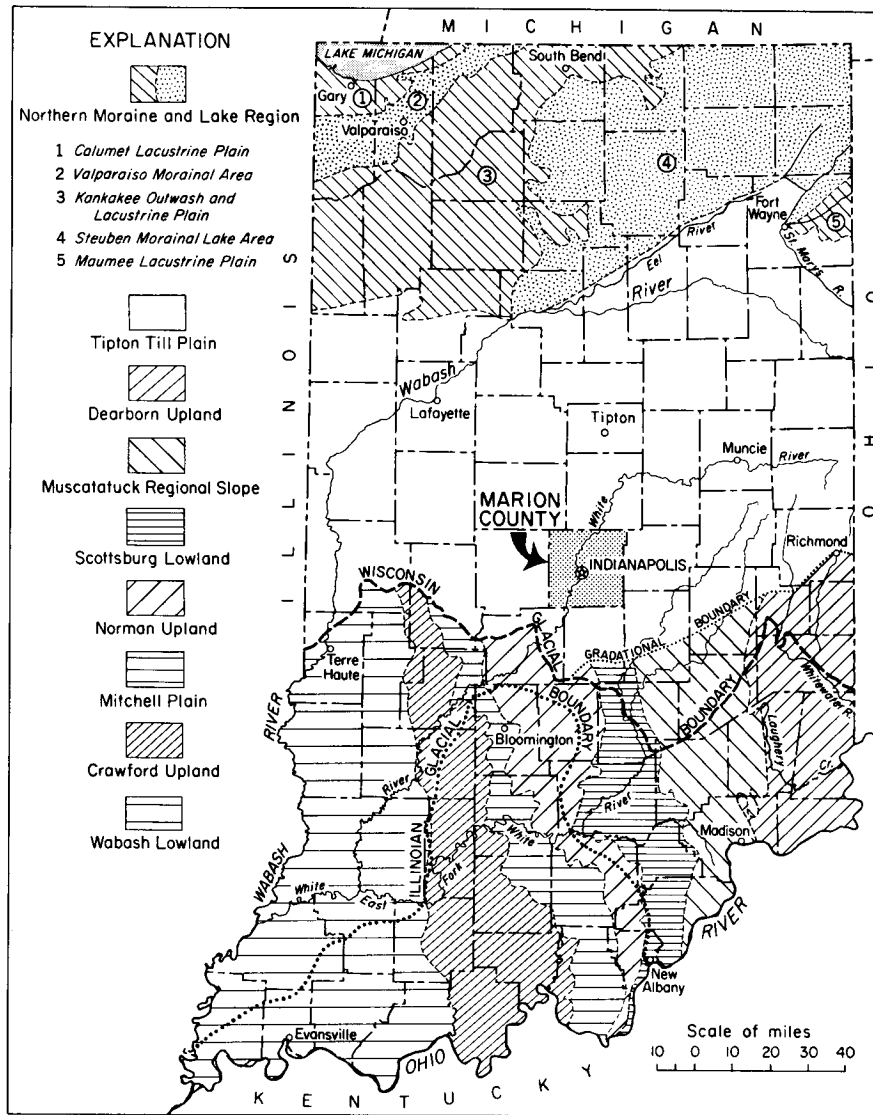 MICHIGAN
EXPLANATION
Northern Moraine and Lake Region
1 Calumet Lacustrine Plain
2 Valparaiso Morainal Area
3 Kankakee Outwash and
Lacustrine Plain
4 Steuben Morainal Lake Area
5 Maumee Lacustrine Plain
Tipton Till Plain
Dearborn Upland
Muscatatuck Regional Slope
Scottsburg Lowland
Norman Upland
Mitchell Plain
Crawford Upland
Wabash Lowland
LAKE MICHIGAN
South Bend
Gary
1
2
Valparaiso
3
4
Fort
Wayne
5
St. Marys
R.
Eel
River
River
Wabash
Lafayette
Tipton
Muncie
River
White
MARION
COUNTY
INDIANAPOLIS
Richmond
ILLINOIS
OHIO
WISCONSIN
GLACIAL
BOUNDARY
GRADATIONAL
BOUNDARY
Terre
Haute
Whitewater R.
BOUNDARY
GLACIAL
Bloomington
Laughery
Cr.
RIVER
River
River
Madison
ILLINOIAN
White
Fork
WABASH
White
East
RIVER
New
Albany
Evansville
OHIO
KENTUCKY
Scale of miles
10 0 10 20 30 40